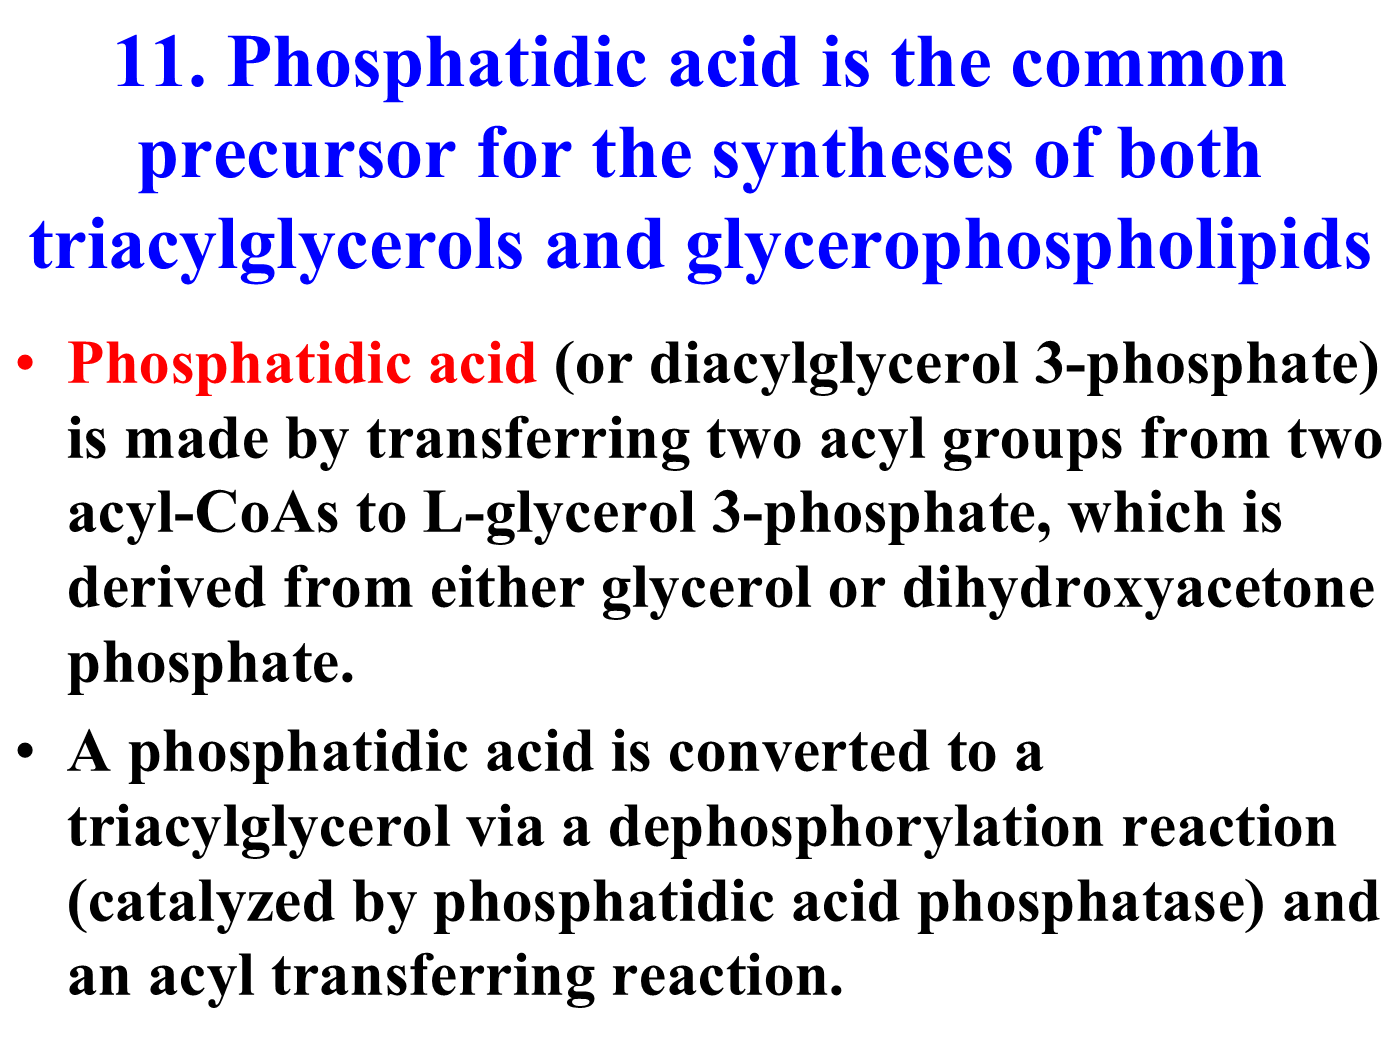 11. Phosphatidic acid is the common
precursor for the syntheses of both
triacylglycerols and glycerophospholipids
• Phosphatidic acid (or diacylglycerol 3-phosphate)
is made by transferring two acyl groups from two
acyl-CoAs to L-glycerol 3-phosphate, which is
derived from either glycerol or dihydroxyacetone
phosphate.
• A phosphatidic acid is converted to a
triacylglycerol via a dephosphorylation reaction
(catalyzed by phosphatidic acid phosphatase) and
an acyl transferring reaction.